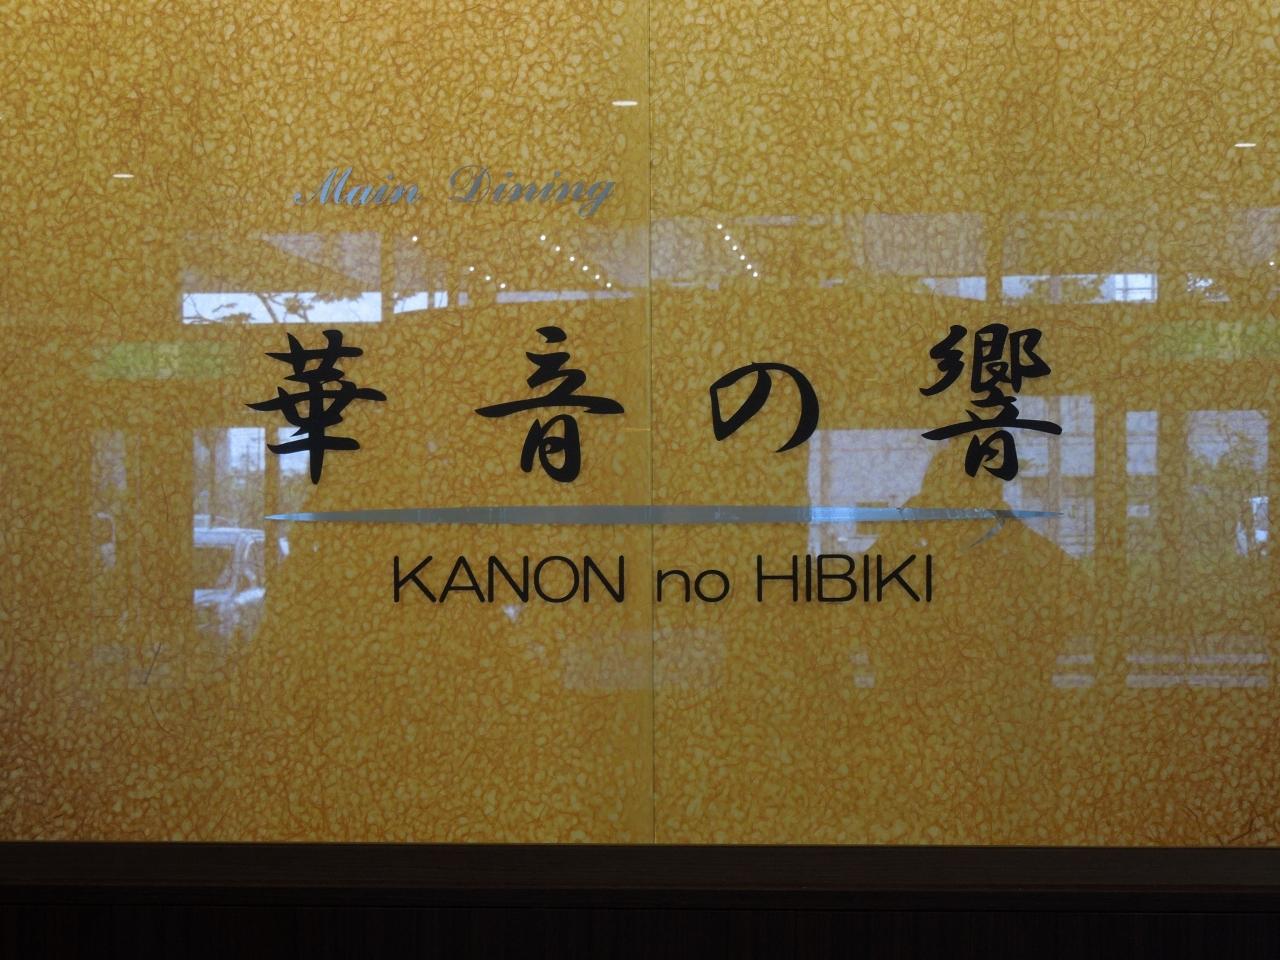 Main Dining
華音の響
KANON no HIBIKI